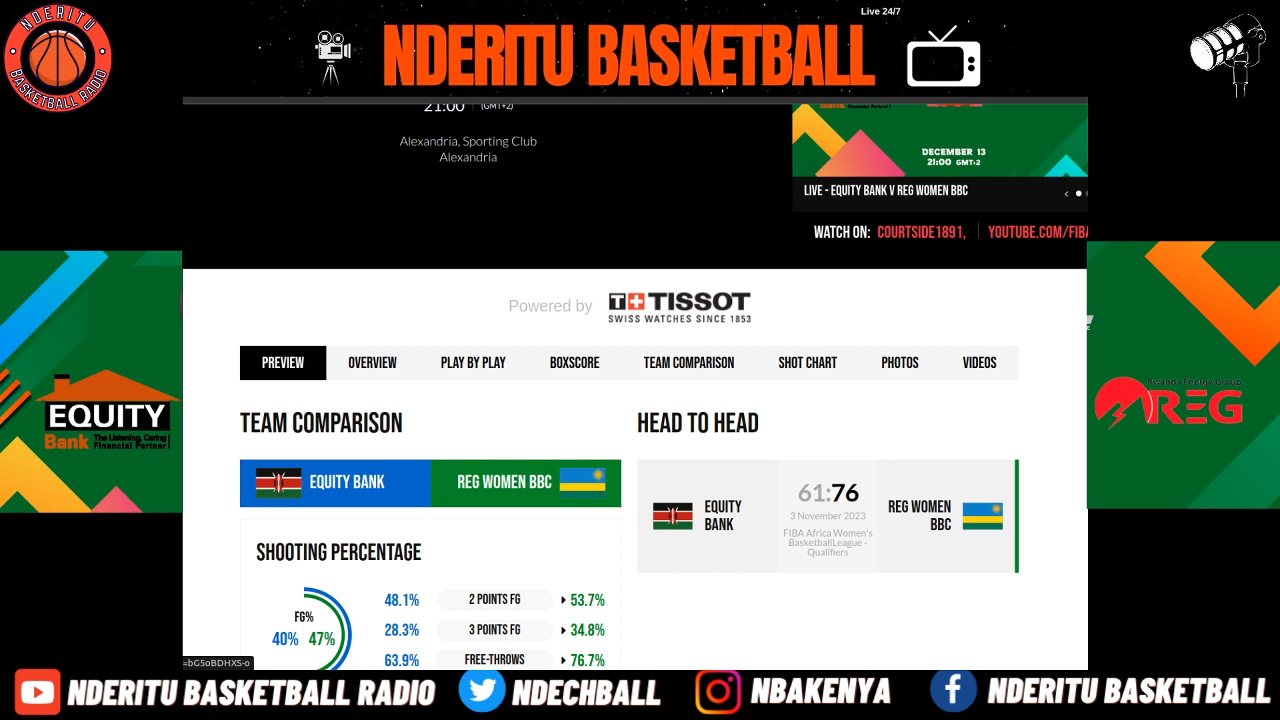 Live 24/7
NDERITU BASKETBALL
NDERITU
BASKETBALL RADIO
21:00 (GMT+2)
Alexandria, Sporting Club
Alexandria
DECEMBER 13
21:00 GMT+2
LIVE - EQUITY BANK V REG WOMEN BBC
WATCH ON: COURTSIDE1891, YOUTUBE.COM/FIBA
Powered by TISSOT
SWISS WATCHES SINCE 1853
PREVIEW OVERVIEW PLAY BY PLAY BOXSCORE TEAM COMPARISON SHOT CHART PHOTOS VIDEOS
TEAM COMPARISON
EQUITY BANK REG WOMEN BBC
SHOOTING PERCENTAGE
FG%
40% 47%
48.1% 2 POINTS FG 53.7%
28.3% 3 POINTS FG 34.8%
63.9% FREE-THROWS 76.7%
HEAD TO HEAD
EQUITY
BANK
61:76
3 November 2023
FIBA Africa Women's
BasketballLeague -
Qualifiers
REG WOMEN
BBC
EQUITY
Bank The Listening, Caring
Financial Partner
Rwanda Energy Group
REG
=bG5oBDHXS-o
NDERITU BASKETBALL RADIO NDECHBALL NBAKENYA NDERITU BASKETBALL